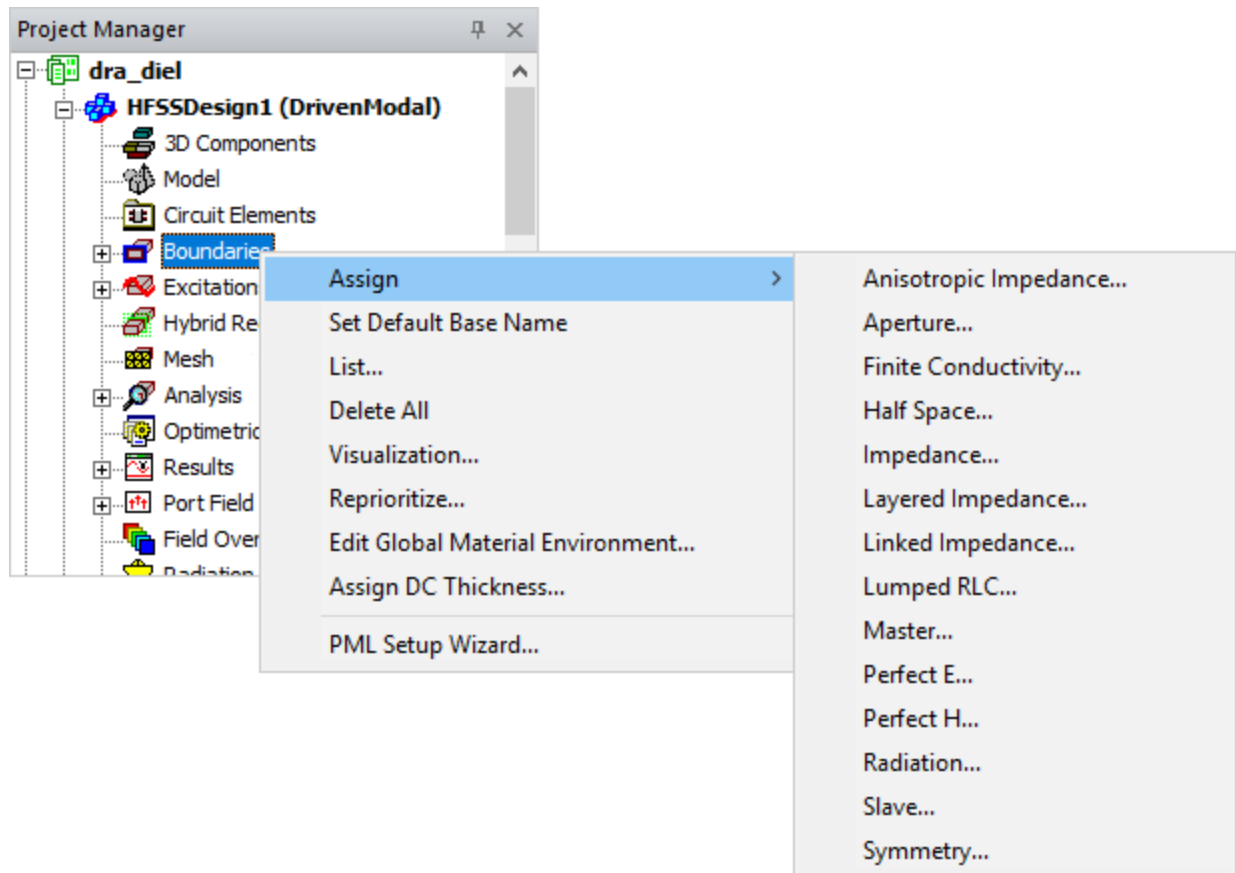 Project Manager
dra_diel
HFSSDesign1 (DrivenModal)
3D Components
Model
Circuit Elements
Boundaries
Excitation
Hybrid Re
Mesh
Analysis
Optimetric
Results
Port Field
Field Over
Radiation
Assign
Set Default Base Name
List...
Delete All
Visualization...
Reprioritize...
Edit Global Material Environment...
Assign DC Thickness...
PML Setup Wizard...
Anisotropic Impedance...
Aperture...
Finite Conductivity...
Half Space...
Impedance...
Layered Impedance...
Linked Impedance...
Lumped RLC...
Master...
Perfect E...
Perfect H...
Radiation...
Slave...
Symmetry...